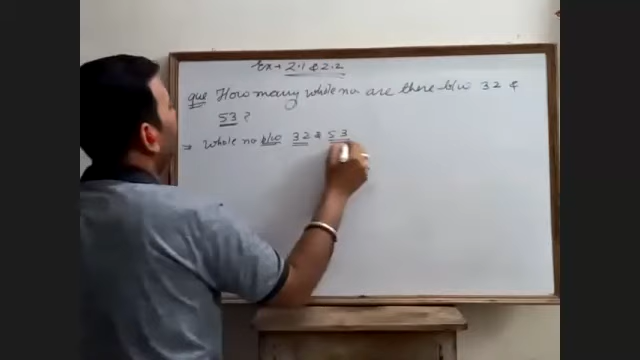 Ex → 2.1 & 2.2
que How many whole no are there b/w 32 &
53 ?
⇒ Whole no b/w 32 & 53